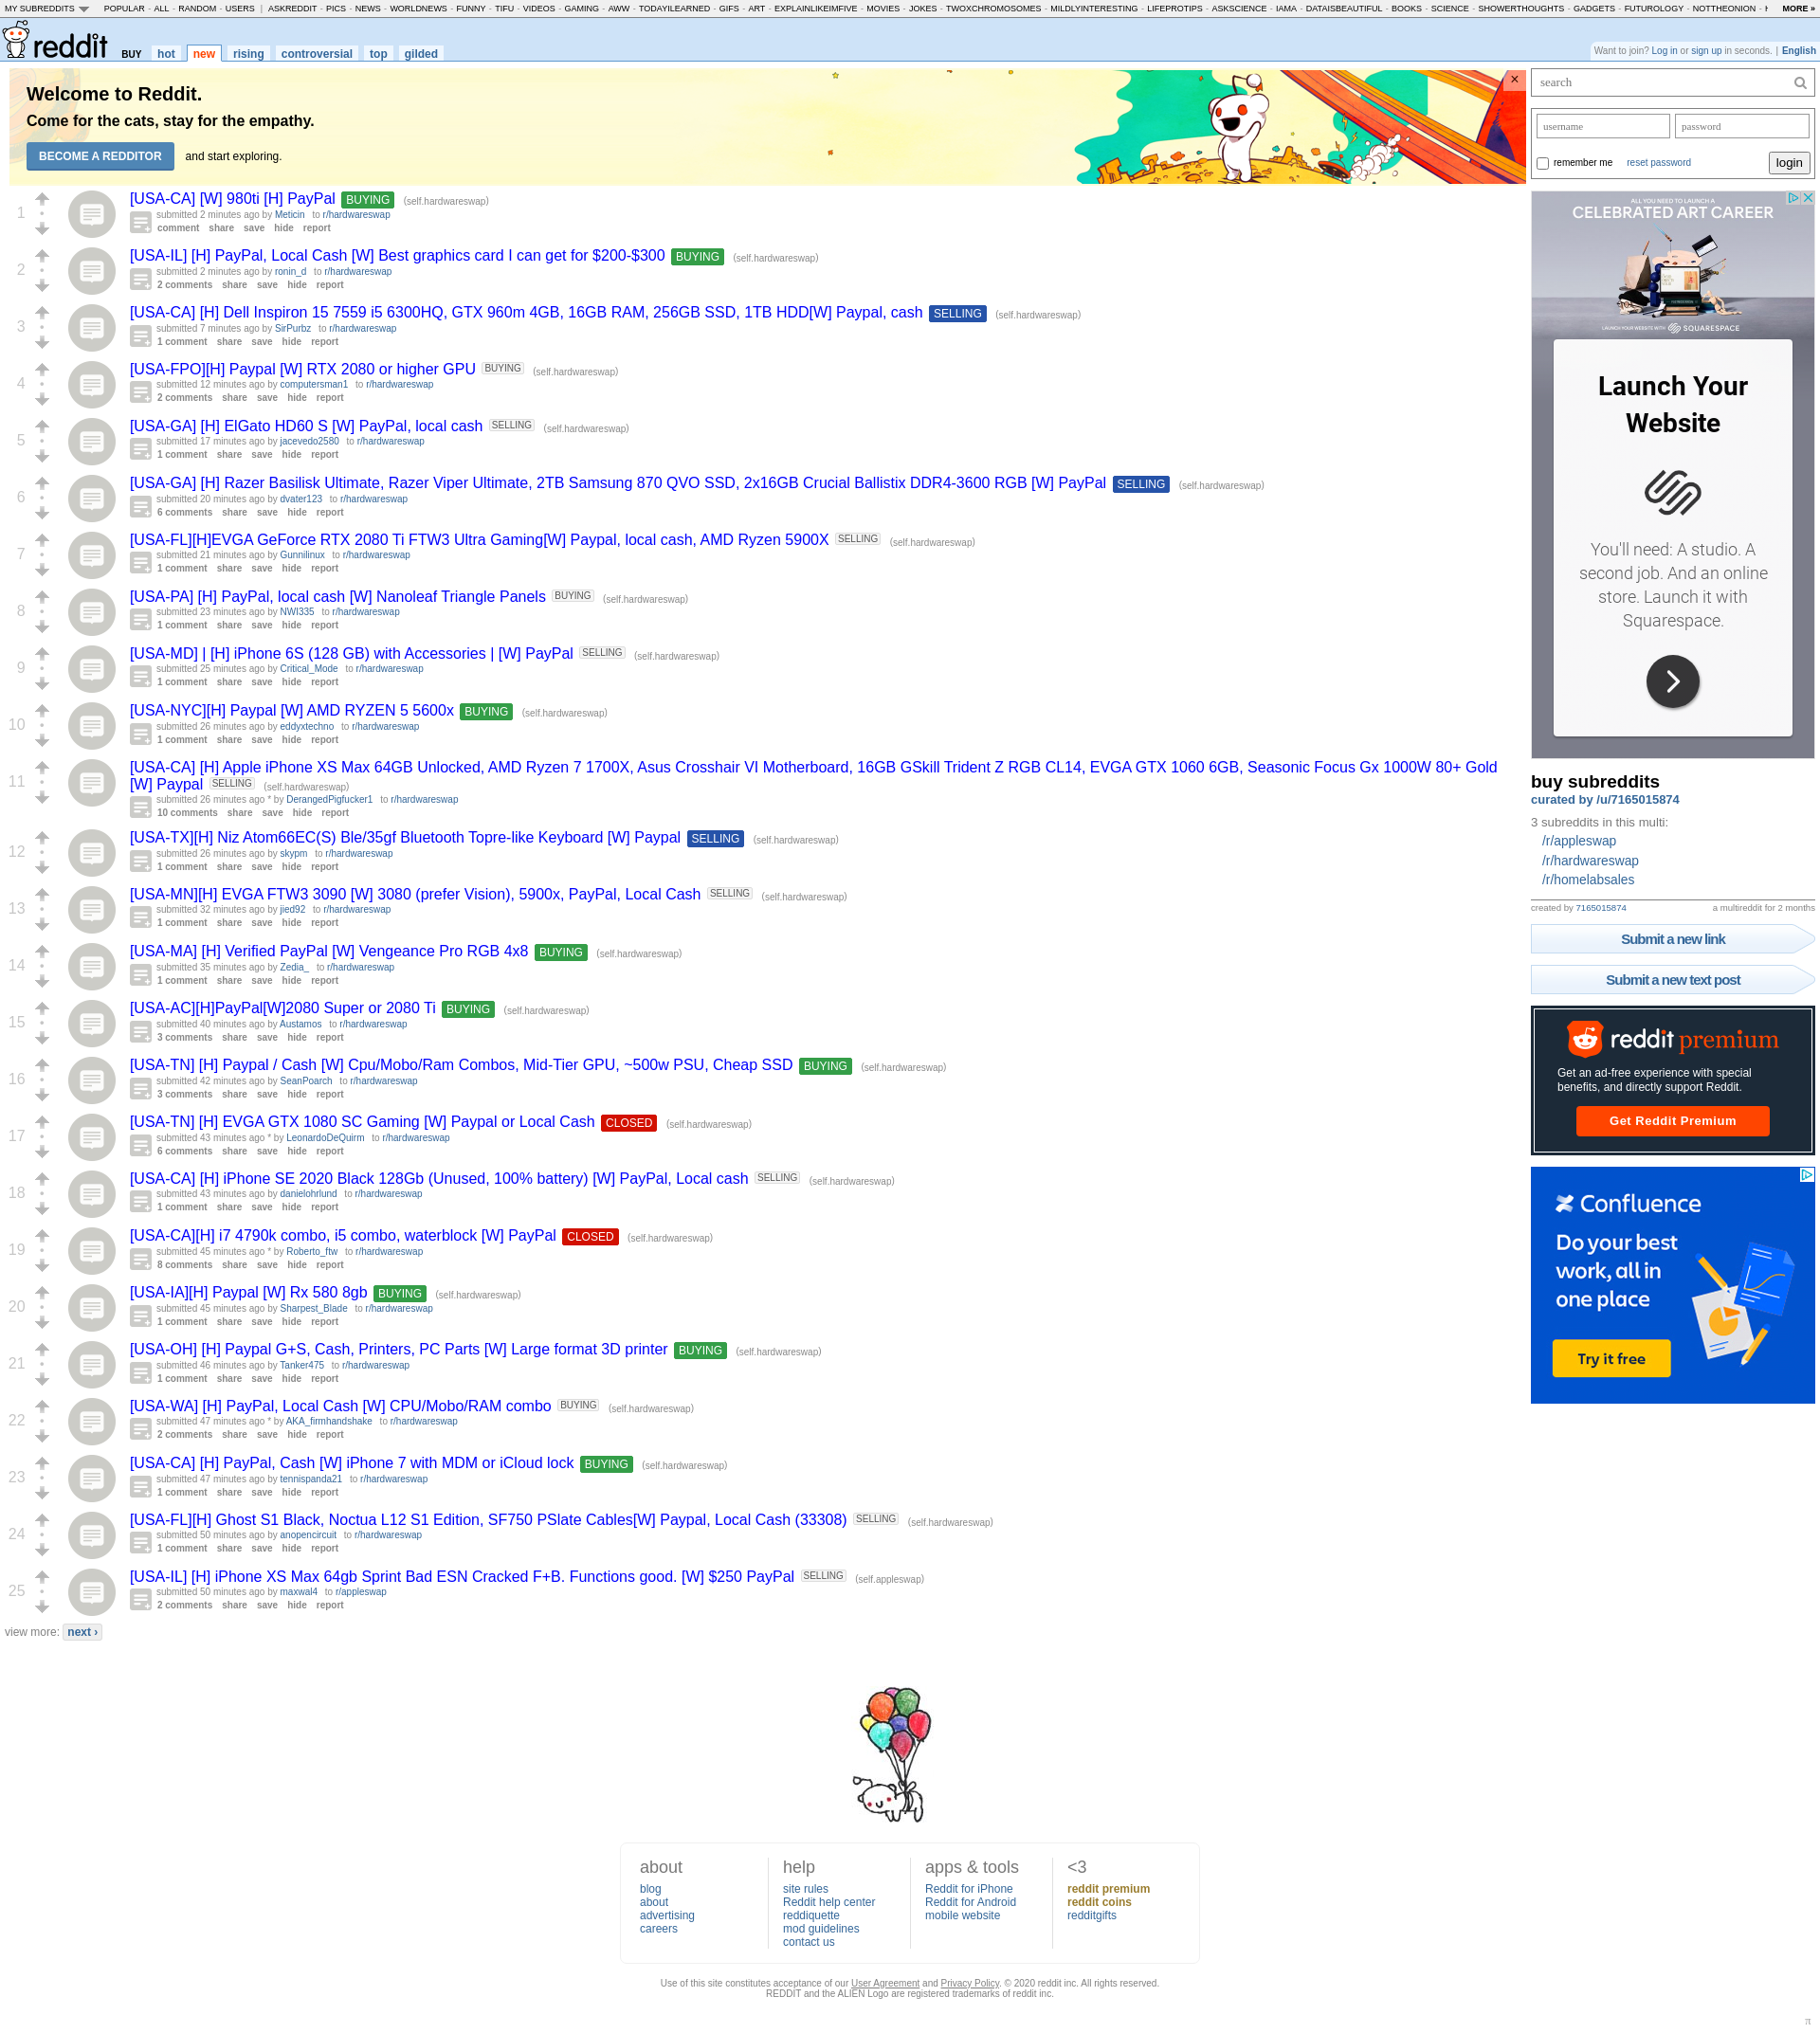 MY SUBREDDITS POPULAR - ALL - RANDOM - USERS | ASKREDDIT - PICS - NEWS - WORLDNEWS - FUNNY - TIFU - VIDEOS - GAMING - AWW - TODAYILEARNED - GIFS - ART - EXPLAINLIKEIMFIVE - MOVIES - JOKES - TWOXCHROMOSOMES - MILDLYINTERESTING - LIFEPROTIPS - ASKSCIENCE - IAMA - DATAISBEAUTIFUL - BOOKS - SCIENCE - SHOWERTHOUGHTS - GADGETS - FUTUROLOGY - NOTTHEONION - MORE »
reddit BUY hot new rising controversial top gilded
Want to join? Log in or sign up in seconds. | English
Welcome to Reddit.
Come for the cats, stay for the empathy.
BECOME A REDDITOR and start exploring.
×
1
[USA-CA] [W] 980ti [H] PayPal BUYING (self.hardwareswap)
submitted 2 minutes ago by Meticin to r/hardwareswap
comment share save hide report
2
[USA-IL] [H] PayPal, Local Cash [W] Best graphics card I can get for $200-$300 BUYING (self.hardwareswap)
submitted 2 minutes ago by ronin_d to r/hardwareswap
2 comments share save hide report
3
[USA-CA] [H] Dell Inspiron 15 7559 i5 6300HQ, GTX 960m 4GB, 16GB RAM, 256GB SSD, 1TB HDD[W] Paypal, cash SELLING (self.hardwareswap)
submitted 7 minutes ago by SirPurbz to r/hardwareswap
1 comment share save hide report
4
[USA-FPO][H] Paypal [W] RTX 2080 or higher GPU BUYING (self.hardwareswap)
submitted 12 minutes ago by computersman1 to r/hardwareswap
2 comments share save hide report
5
[USA-GA] [H] ElGato HD60 S [W] PayPal, local cash SELLING (self.hardwareswap)
submitted 17 minutes ago by jacevedo2580 to r/hardwareswap
1 comment share save hide report
6
[USA-GA] [H] Razer Basilisk Ultimate, Razer Viper Ultimate, 2TB Samsung 870 QVO SSD, 2x16GB Crucial Ballistix DDR4-3600 RGB [W] PayPal SELLING (self.hardwareswap)
submitted 20 minutes ago by dvater123 to r/hardwareswap
6 comments share save hide report
7
[USA-FL][H]EVGA GeForce RTX 2080 Ti FTW3 Ultra Gaming[W] Paypal, local cash, AMD Ryzen 5900X SELLING (self.hardwareswap)
submitted 21 minutes ago by Gunnilinux to r/hardwareswap
1 comment share save hide report
8
[USA-PA] [H] PayPal, local cash [W] Nanoleaf Triangle Panels BUYING (self.hardwareswap)
submitted 23 minutes ago by NWI335 to r/hardwareswap
1 comment share save hide report
9
[USA-MD] | [H] iPhone 6S (128 GB) with Accessories | [W] PayPal SELLING (self.hardwareswap)
submitted 25 minutes ago by Critical_Mode to r/hardwareswap
1 comment share save hide report
10
[USA-NYC][H] Paypal [W] AMD RYZEN 5 5600x BUYING (self.hardwareswap)
submitted 26 minutes ago by eddyxtechno to r/hardwareswap
1 comment share save hide report
11
[USA-CA] [H] Apple iPhone XS Max 64GB Unlocked, AMD Ryzen 7 1700X, Asus Crosshair VI Motherboard, 16GB GSkill Trident Z RGB CL14, EVGA GTX 1060 6GB, Seasonic Focus Gx 1000W 80+ Gold
[W] Paypal SELLING (self.hardwareswap)
submitted 26 minutes ago * by DerangedPigfucker1 to r/hardwareswap
10 comments share save hide report
12
[USA-TX][H] Niz Atom66EC(S) Ble/35gf Bluetooth Topre-like Keyboard [W] Paypal SELLING (self.hardwareswap)
submitted 26 minutes ago by skypm to r/hardwareswap
1 comment share save hide report
13
[USA-MN][H] EVGA FTW3 3090 [W] 3080 (prefer Vision), 5900x, PayPal, Local Cash SELLING (self.hardwareswap)
submitted 32 minutes ago by jied92 to r/hardwareswap
1 comment share save hide report
14
[USA-MA] [H] Verified PayPal [W] Vengeance Pro RGB 4x8 BUYING (self.hardwareswap)
submitted 35 minutes ago by Zedia_ to r/hardwareswap
1 comment share save hide report
15
[USA-AC][H]PayPal[W]2080 Super or 2080 Ti BUYING (self.hardwareswap)
submitted 40 minutes ago by Austamos to r/hardwareswap
3 comments share save hide report
16
[USA-TN] [H] Paypal / Cash [W] Cpu/Mobo/Ram Combos, Mid-Tier GPU, ~500w PSU, Cheap SSD BUYING (self.hardwareswap)
submitted 42 minutes ago by SeanPoarch to r/hardwareswap
3 comments share save hide report
17
[USA-TN] [H] EVGA GTX 1080 SC Gaming [W] Paypal or Local Cash CLOSED (self.hardwareswap)
submitted 43 minutes ago * by LeonardoDeQuirm to r/hardwareswap
6 comments share save hide report
18
[USA-CA] [H] iPhone SE 2020 Black 128Gb (Unused, 100% battery) [W] PayPal, Local cash SELLING (self.hardwareswap)
submitted 43 minutes ago by danielohrlund to r/hardwareswap
1 comment share save hide report
19
[USA-CA][H] i7 4790k combo, i5 combo, waterblock [W] PayPal CLOSED (self.hardwareswap)
submitted 45 minutes ago * by Roberto_ftw to r/hardwareswap
8 comments share save hide report
20
[USA-IA][H] Paypal [W] Rx 580 8gb BUYING (self.hardwareswap)
submitted 45 minutes ago by Sharpest_Blade to r/hardwareswap
1 comment share save hide report
21
[USA-OH] [H] Paypal G+S, Cash, Printers, PC Parts [W] Large format 3D printer BUYING (self.hardwareswap)
submitted 46 minutes ago by Tanker475 to r/hardwareswap
1 comment share save hide report
22
[USA-WA] [H] PayPal, Local Cash [W] CPU/Mobo/RAM combo BUYING (self.hardwareswap)
submitted 47 minutes ago * by AKA_firmhandshake to r/hardwareswap
2 comments share save hide report
23
[USA-CA] [H] PayPal, Cash [W] iPhone 7 with MDM or iCloud lock BUYING (self.hardwareswap)
submitted 47 minutes ago by tennispanda21 to r/hardwareswap
1 comment share save hide report
24
[USA-FL][H] Ghost S1 Black, Noctua L12 S1 Edition, SF750 PSlate Cables[W] Paypal, Local Cash (33308) SELLING (self.hardwareswap)
submitted 50 minutes ago by anopencircuit to r/hardwareswap
1 comment share save hide report
25
[USA-IL] [H] iPhone XS Max 64gb Sprint Bad ESN Cracked F+B. Functions good. [W] $250 PayPal SELLING (self.appleswap)
submitted 50 minutes ago by maxwal4 to r/appleswap
2 comments share save hide report
view more: next ›
search
username password
remember me reset password login
ALL YOU NEED TO LAUNCH A
CELEBRATED ART CAREER
LAUNCH YOUR WEBSITE WITH SQUARESPACE
Launch Your
Website
You'll need: A studio. A
second job. And an online
store. Launch it with
Squarespace.
buy subreddits
curated by /u/7165015874
3 subreddits in this multi:
/r/appleswap
/r/hardwareswap
/r/homelabsales
created by 7165015874 a multireddit for 2 months
Submit a new link
Submit a new text post
reddit premium
Get an ad-free experience with special
benefits, and directly support Reddit.
Get Reddit Premium
Confluence
Do your best
work, all in
one place
Try it free
about
blog
about
advertising
careers
help
site rules
Reddit help center
reddiquette
mod guidelines
contact us
apps & tools
Reddit for iPhone
Reddit for Android
mobile website
<3
reddit premium
reddit coins
redditgifts
Use of this site constitutes acceptance of our User Agreement and Privacy Policy. © 2020 reddit inc. All rights reserved.
REDDIT and the ALIEN Logo are registered trademarks of reddit inc.
π